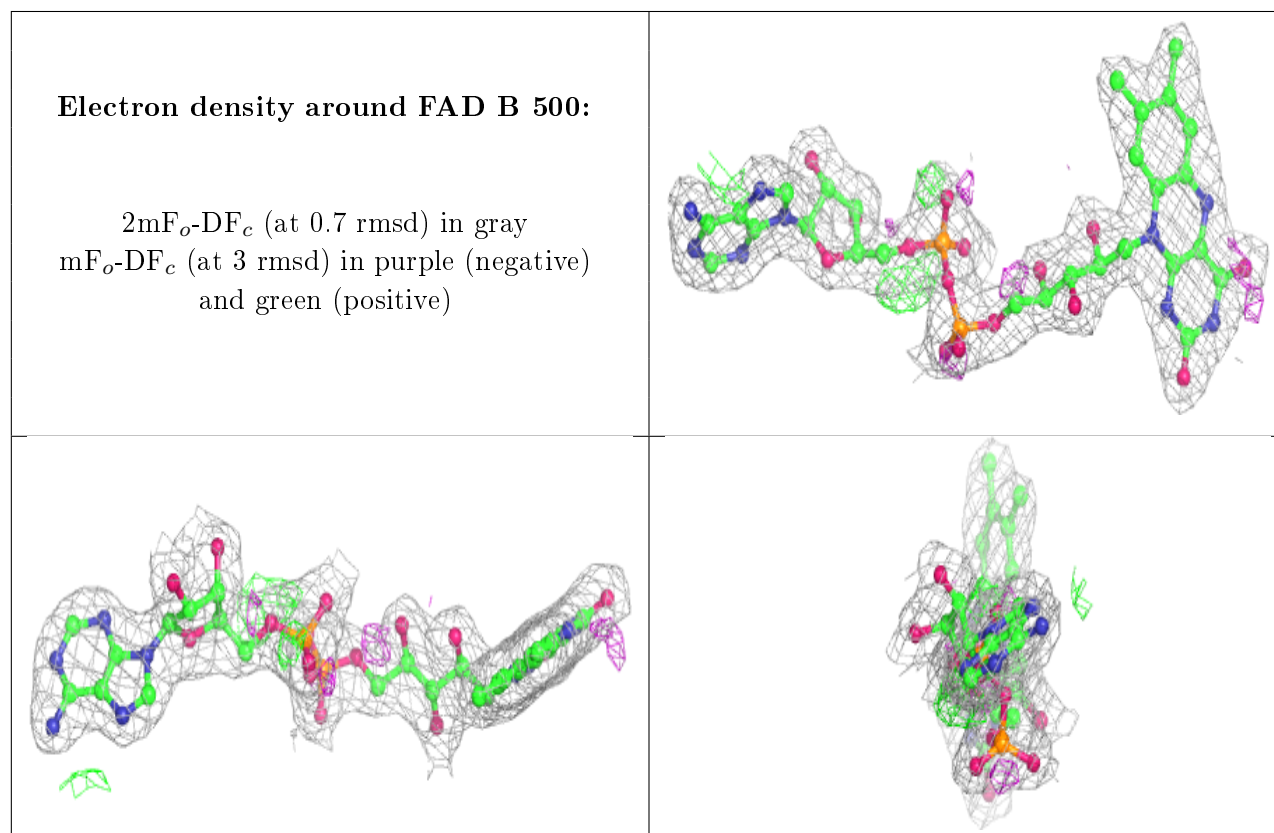 Electron density around FAD B 500:
2mFₒ-DF𝒸 (at 0.7 rmsd) in gray
mFₒ-DF𝒸 (at 3 rmsd) in purple (negative)
and green (positive)